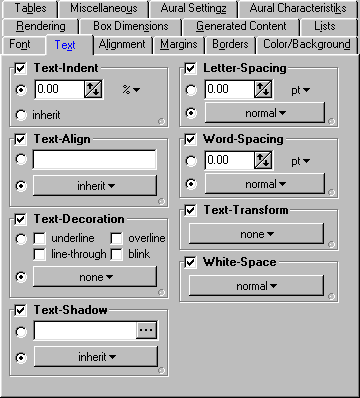 Tables Miscellaneous Aural Setting Aural Characteristiks
Rendering Box Dimensions Generated Content Lists
Font Text Alignment Margins Borders Color/Background
Text-Indent
0.00 % 
inherit
Text-Align
inherit
Text-Decoration
underline overline
line-through blink
none
Text-Shadow
...
inherit
Letter-Spacing
0.00 pt
normal
Word-Spacing
0.00 pt
normal
Text-Transform
none
White-Space
normal